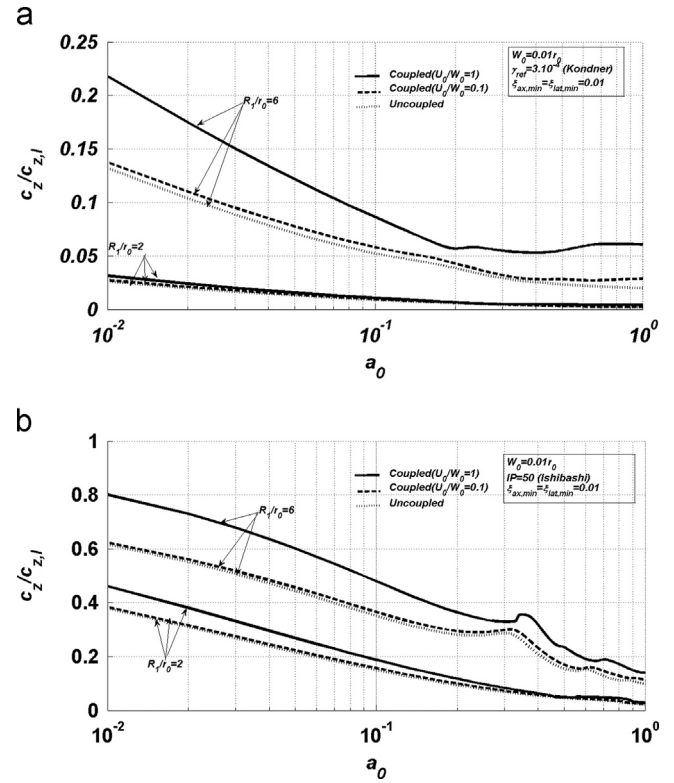 a
0.25
0.2
0.15
0.1
0.05
0
c_z/c_z,l
10^-2
10^-1
10^0
a_0
R_1/r_0=6
R_1/r_0=2
Coupled(U_0/W_0=1)
Coupled(U_0/W_0=0.1)
Uncoupled
W_0=0.01r_0
γ_ref=3.10^-4 (Kondner)
ξ_ax,min=ξ_lat,min=0.01
b
1
0.8
0.6
0.4
0.2
0
c_z/c_z,l
10^-2
10^-1
10^0
a_0
R_1/r_0=6
R_1/r_0=2
Coupled(U_0/W_0=1)
Coupled(U_0/W_0=0.1)
Uncoupled
W_0=0.01r_0
IP=50 (Ishibashi)
ξ_ax,min=ξ_lat,min=0.01